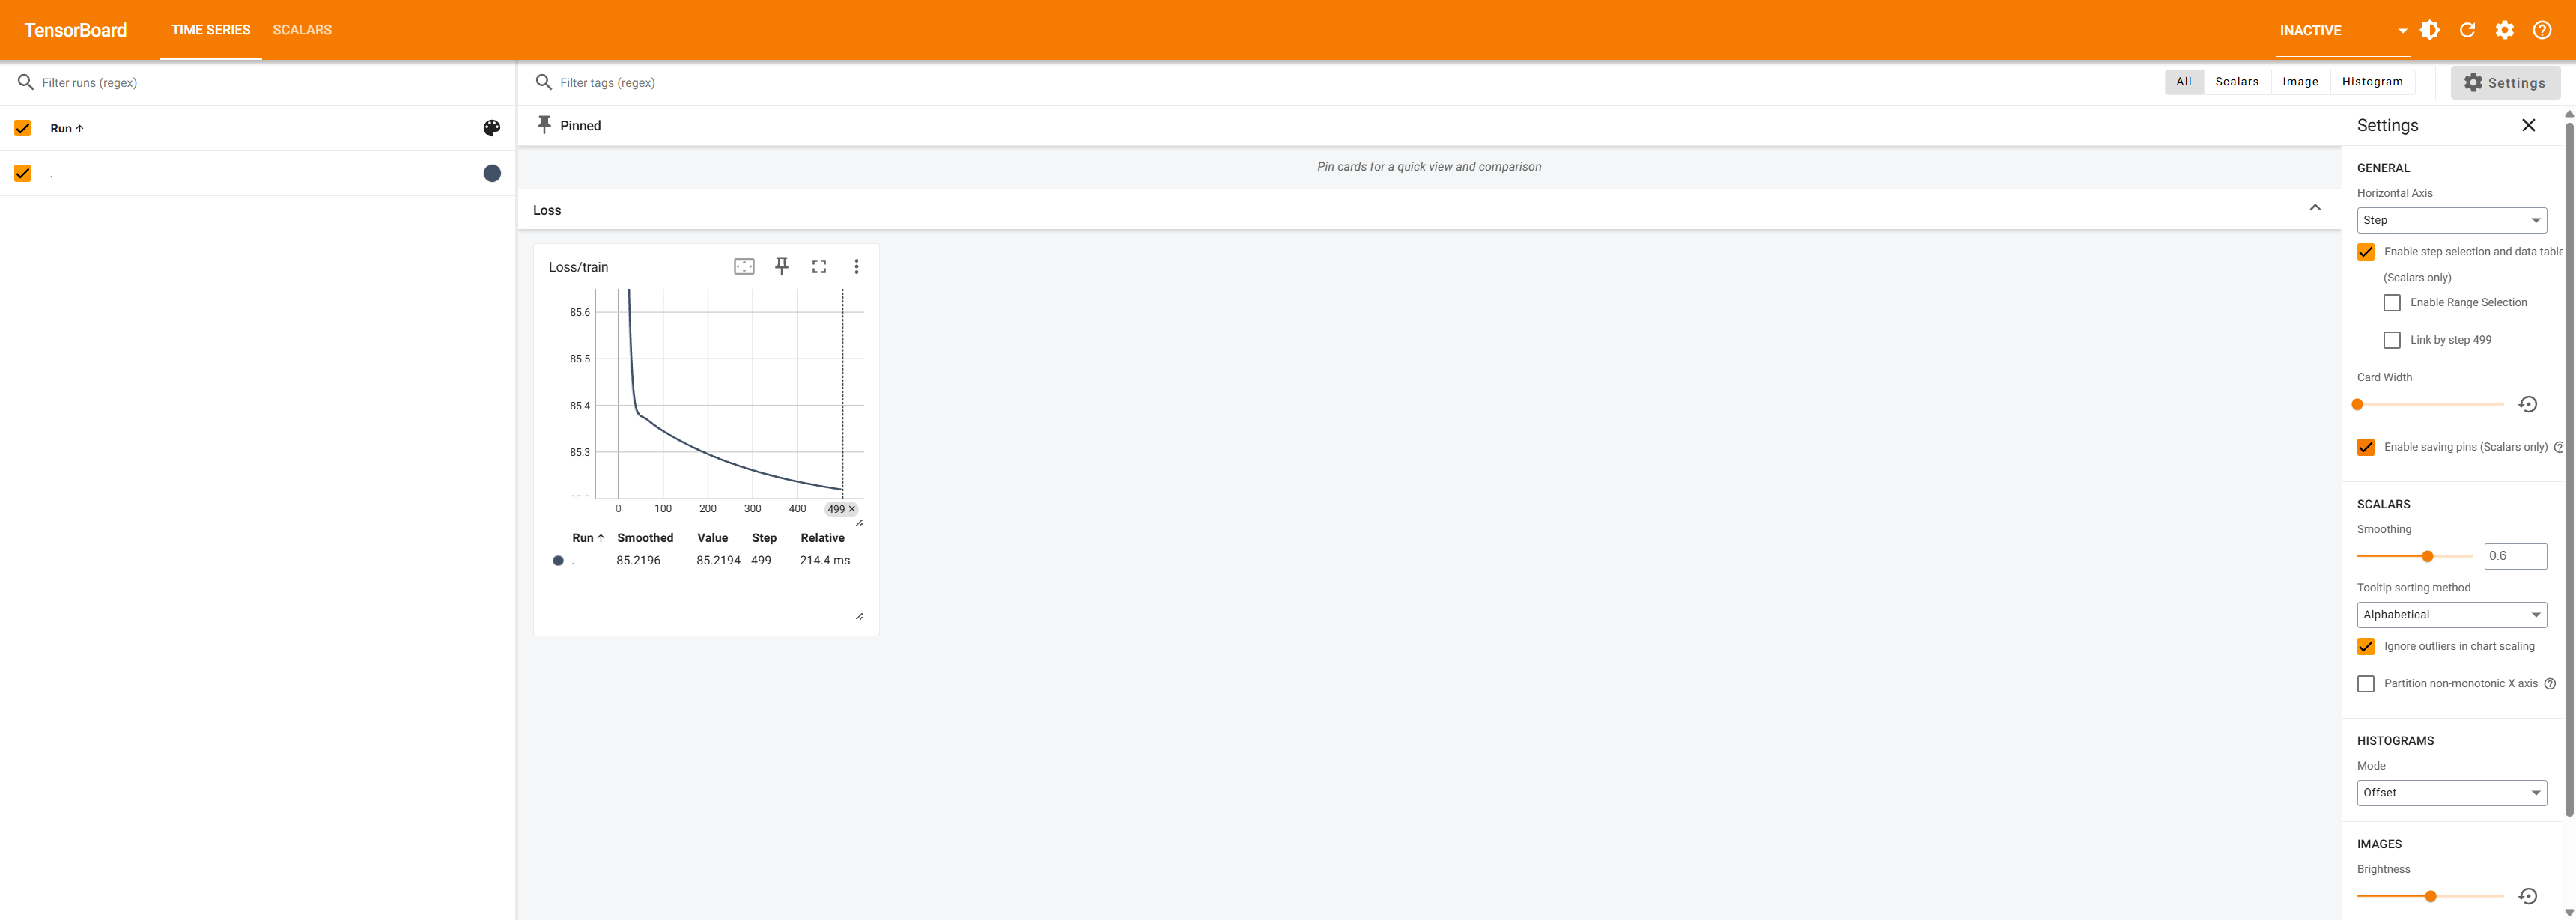 TensorBoard TIME SERIES SCALARS INACTIVE
Filter runs (regex)
Run ↑
.
Filter tags (regex)
All Scalars Image Histogram Settings
Pinned
Pin cards for a quick view and comparison
Loss
Loss/train
85.6
85.5
85.4
85.3
0 100 200 300 400 499 ×
Run ↑ Smoothed Value Step Relative
. 85.2196 85.2194 499 214.4 ms
Settings
GENERAL
Horizontal Axis
Step
Enable step selection and data table
(Scalars only)
Enable Range Selection
Link by step 499
Card Width
Enable saving pins (Scalars only)
SCALARS
Smoothing
0.6
Tooltip sorting method
Alphabetical
Ignore outliers in chart scaling
Partition non-monotonic X axis
HISTOGRAMS
Mode
Offset
IMAGES
Brightness